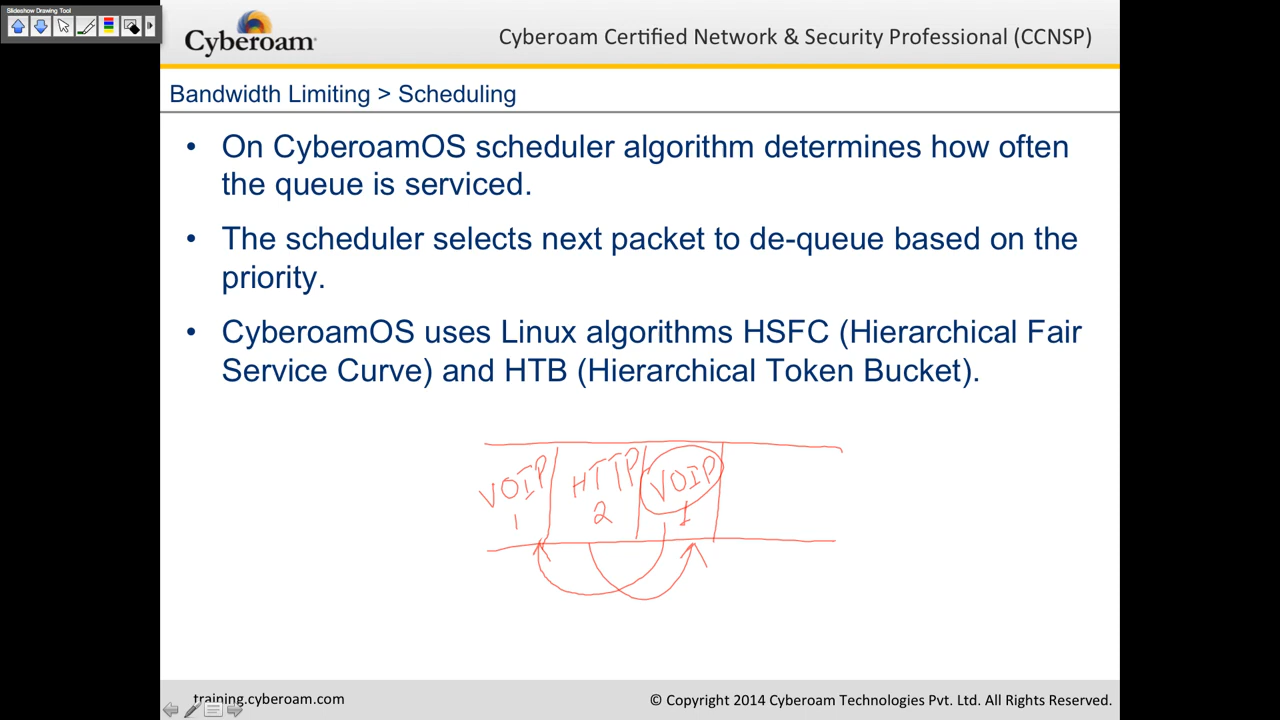 Slideshow Drawing Tool
Cyberoam
Cyberoam Certified Network & Security Professional (CCNSP)
Bandwidth Limiting > Scheduling
• On CyberoamOS scheduler algorithm determines how often
the queue is serviced.
• The scheduler selects next packet to de-queue based on the
priority.
• CyberoamOS uses Linux algorithms HSFC (Hierarchical Fair
Service Curve) and HTB (Hierarchical Token Bucket).
VOIP HTTP VOIP
1 2 1
training.cyberoam.com
© Copyright 2014 Cyberoam Technologies Pvt. Ltd. All Rights Reserved.